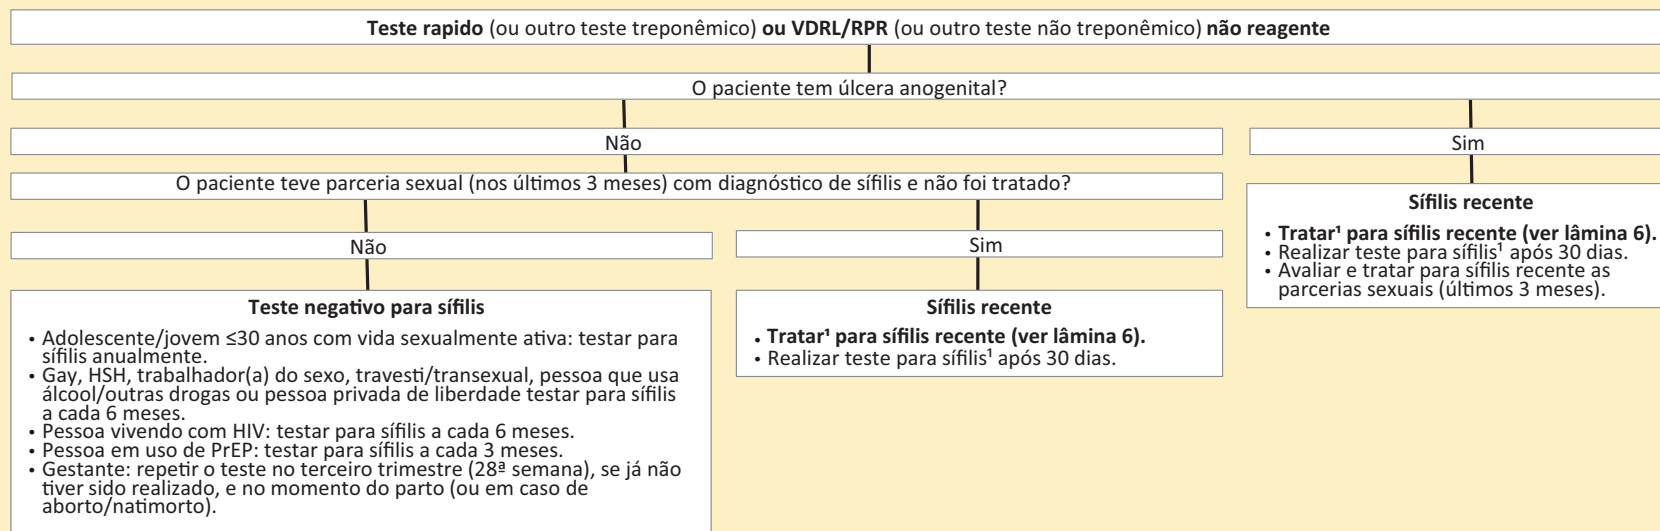 Teste rapido (ou outro teste treponêmico) ou VDRL/RPR (ou outro teste não treponêmico) não reagente
O paciente tem úlcera anogenital?
Não
Sim
O paciente teve parceria sexual (nos últimos 3 meses) com diagnóstico de sífilis e não foi tratado?
Não
Sim
Sífilis recente
• Tratar¹ para sífilis recente (ver lâmina 6).
• Realizar teste para sífilis¹ após 30 dias.
• Avaliar e tratar para sífilis recente as
parcerias sexuais (últimos 3 meses).
Teste negativo para sífilis
• Adolescente/jovem ≤30 anos com vida sexualmente ativa: testar para
sífilis anualmente.
• Gay, HSH, trabalhador(a) do sexo, travesti/transexual, pessoa que usa
álcool/outras drogas ou pessoa privada de liberdade testar para sífilis
a cada 6 meses.
• Pessoa vivendo com HIV: testar para sífilis a cada 6 meses.
• Pessoa em uso de PrEP: testar para sífilis a cada 3 meses.
• Gestante: repetir o teste no terceiro trimestre (28ª semana), se já não
tiver sido realizado, e no momento do parto (ou em caso de
aborto/natimorto).
Sífilis recente
• Tratar¹ para sífilis recente (ver lâmina 6).
• Realizar teste para sífilis¹ após 30 dias.